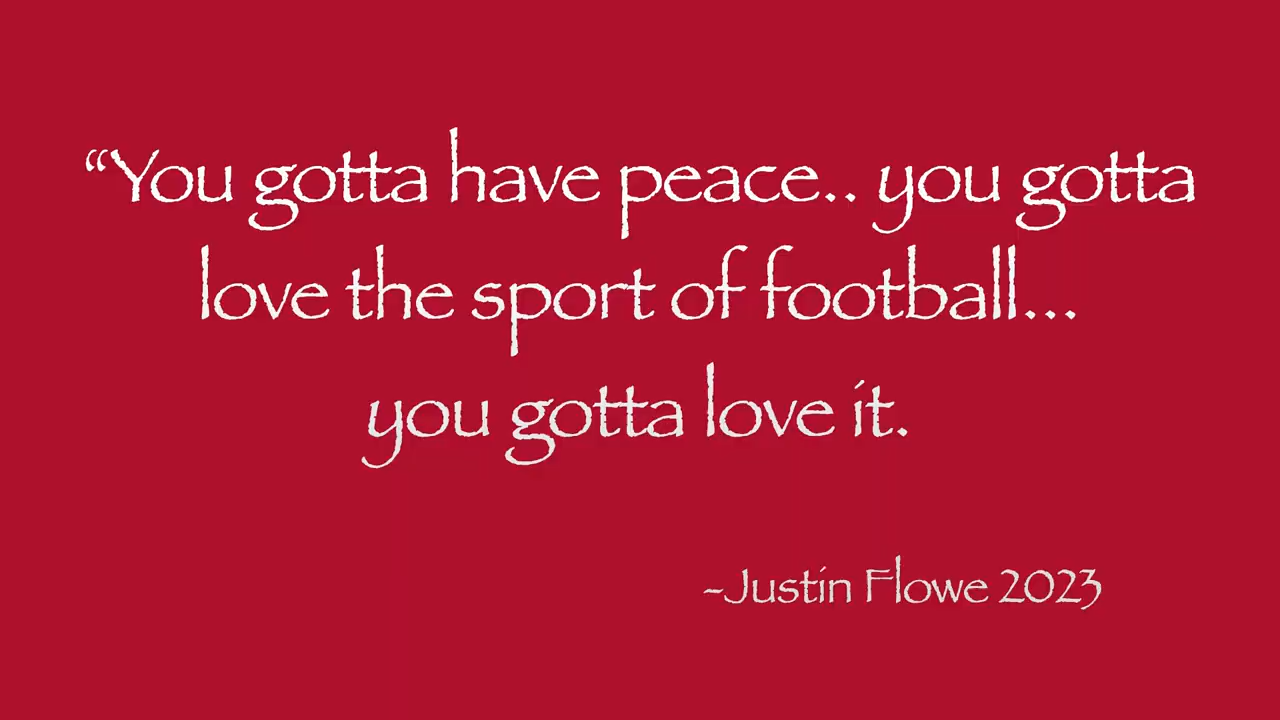 “You gotta have peace.. you gotta
love the sport of football...
you gotta love it.
-Justin Flowe 2023